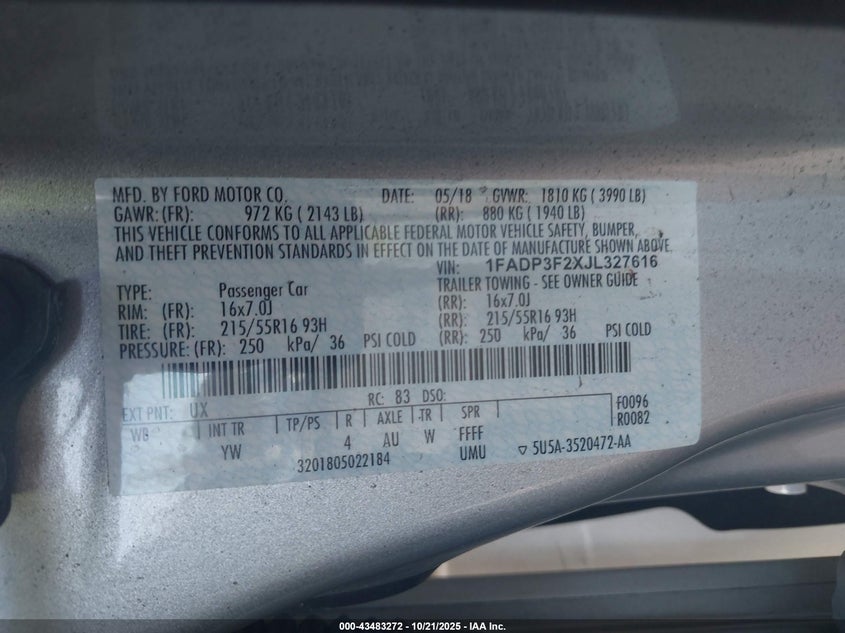 MFD. BY FORD MOTOR CO. DATE: 05/18 GVWR: 1810 KG ( 3990 LB)
GAWR: (FR): 972 KG ( 2143 LB) (RR): 880 KG ( 1940 LB)
THIS VEHICLE CONFORMS TO ALL APPLICABLE FEDERAL MOTOR VEHICLE SAFETY, BUMPER,
AND THEFT PREVENTION STANDARDS IN EFFECT ON THE DATE OF MANUFACTURE SHOWN ABOVE.
VIN: 1FADP3F2XJL327616
TYPE: Passenger Car TRAILER TOWING - SEE OWNER GUIDE
RIM: (FR): 16x7.0J (RR): 16x7.0J
TIRE: (FR): 215/55R16 93H (RR): 215/55R16 93H
PRESSURE: (FR): 250 kPa/ 36 PSI COLD (RR): 250 kPa/ 36 PSI COLD
EXT PNT: UX RC: 83 DSO:
WB INT TR TP/PS R AXLE TR SPR F0096
R0082
YW 4 AU W FFFF
UMU
3201805022184 ▽ 5U5A-3520472-AA
000-43483272 - 10/21/2025 - IAA Inc.